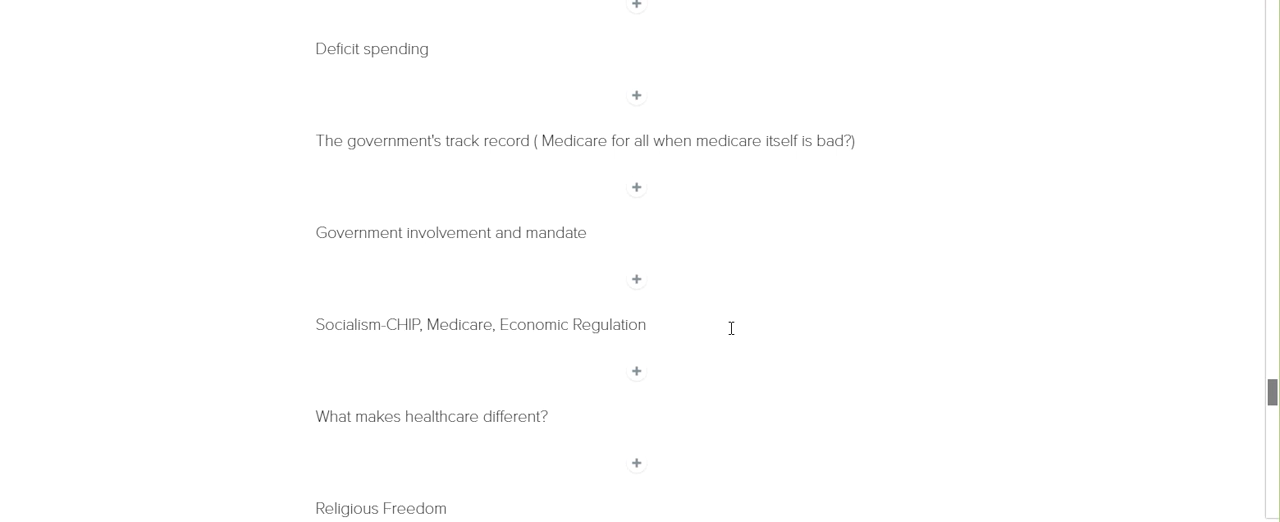 Deficit spending
The government's track record ( Medicare for all when medicare itself is bad?)
Government involvement and mandate
Socialism-CHIP, Medicare, Economic Regulation
What makes healthcare different?
Religious Freedom